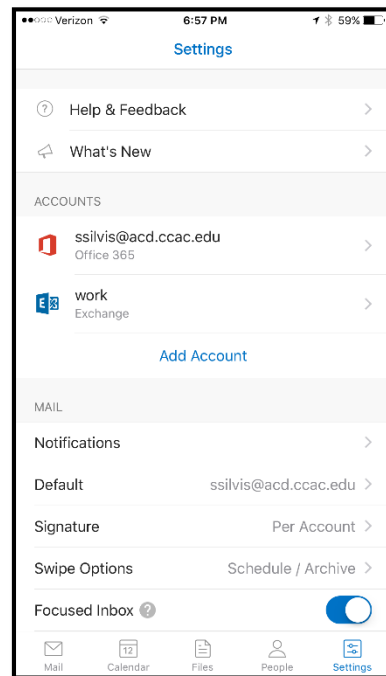 Verizon 6:57 PM 59%
Settings
? Help & Feedback
What's New
ACCOUNTS
ssilvis@acd.ccac.edu
Office 365
work
Exchange
Add Account
MAIL
Notifications
Default ssilvis@acd.ccac.edu
Signature Per Account
Swipe Options Schedule / Archive
Focused Inbox ?
12
Mail Calendar Files People Settings